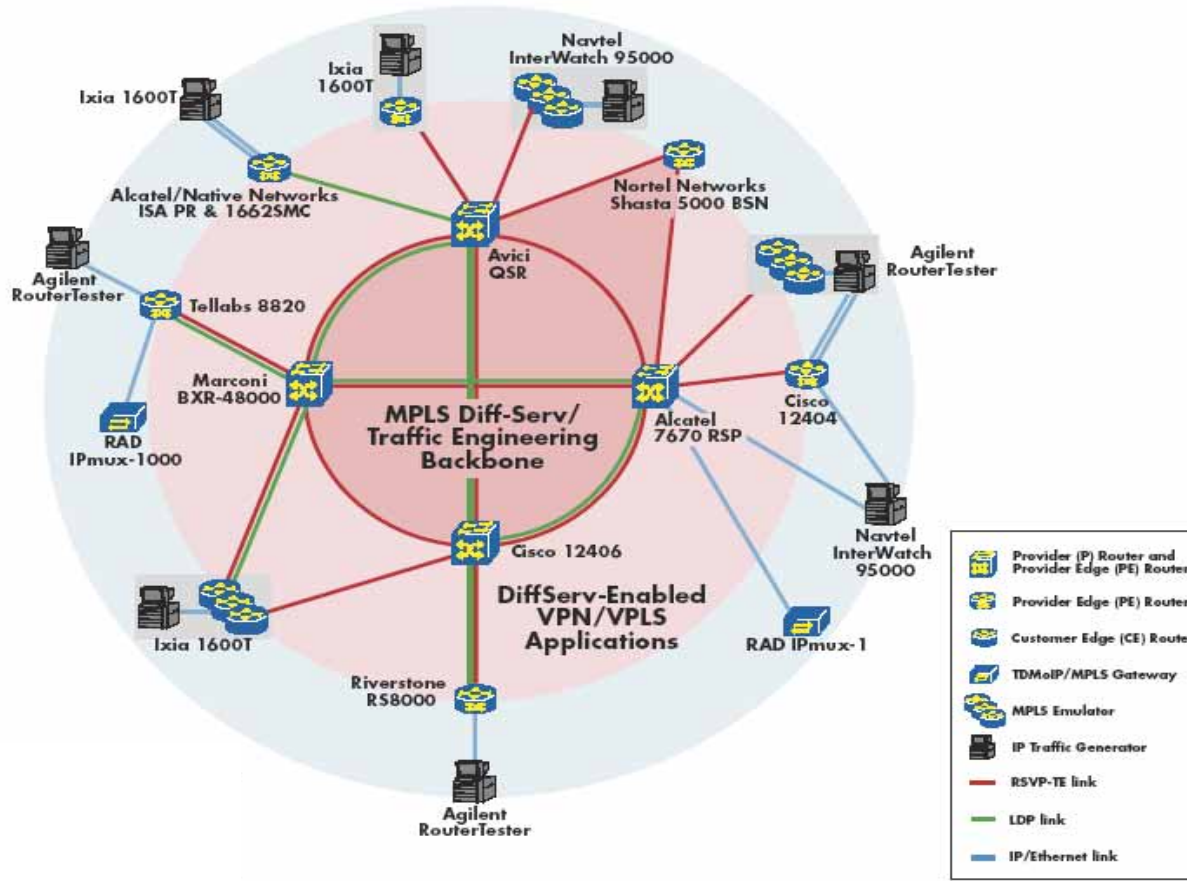 Navtel
InterWatch 95000
Ixia
1600T
Ixia 1600T
Alcatel/Native Networks
ISA PR & 1662SMC
Nortel Networks
Shasta 5000 BSN
Avici
QSR
Agilent
RouterTester
Agilent
RouterTester
Tellabs 8820
Marconi
BXR-48000
RAD
IPmux-1000
MPLS Diff-Serv/
Traffic Engineering
Backbone
Alcatel
7670 RSP
Cisco
12404
Navtel
InterWatch
95000
Cisco 12406
DiffServ-Enabled
VPN/VPLS
Applications
Ixia 1600T
RAD IPmux-1
Riverstone
RS8000
Agilent
RouterTester
Provider (P) Router and
Provider Edge (PE) Router
Provider Edge (PE) Router
Customer Edge (CE) Route
TDMoIP/MPLS Gateway
MPLS Emulator
IP Traffic Generator
RSVP-TE link
LDP link
IP/Ethernet link